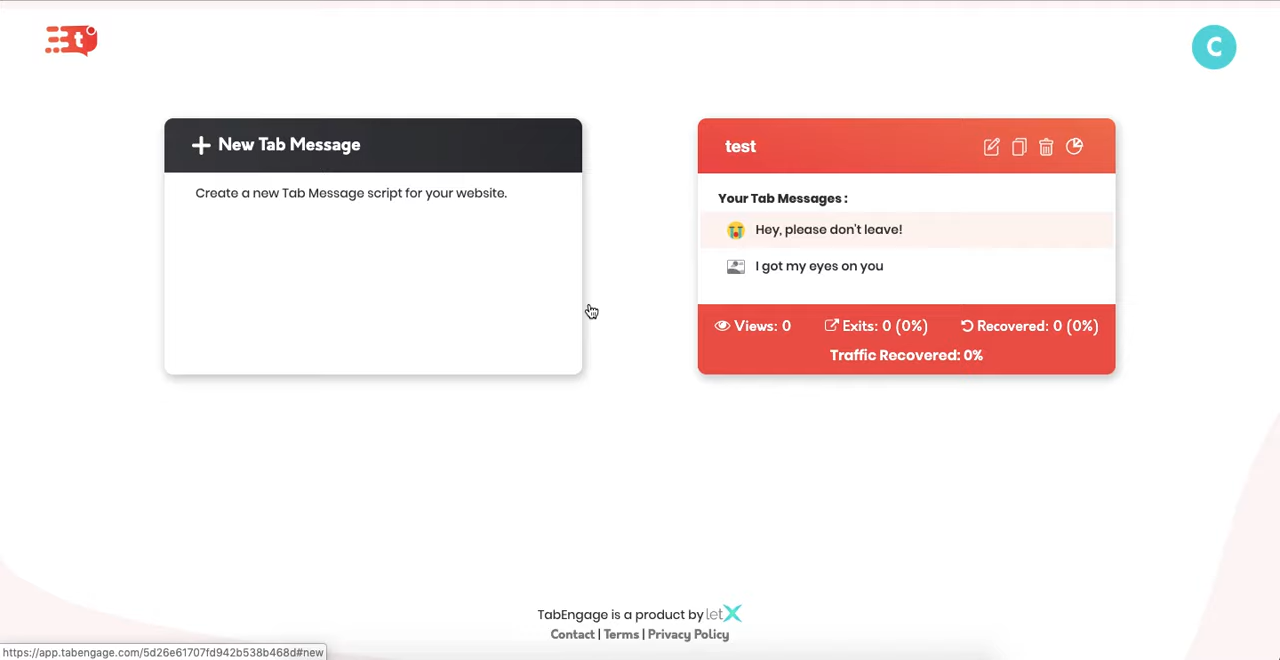 t
C
New Tab Message
Create a new Tab Message script for your website.
test
Your Tab Messages :
Hey, please don't leave!
I got my eyes on you
Views: 0 Exits: 0 (0%) Recovered: 0 (0%)
Traffic Recovered: 0%
TabEngage is a product by letX
Contact | Terms | Privacy Policy
https://app.tabengage.com/5d26e61707fd942b538b468d#new